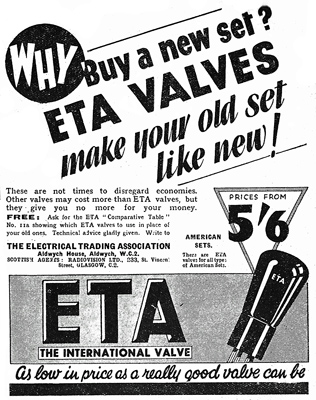 WHY
Buy a new set?
ETA VALVES
make your old set
like new!
These are not times to disregard economies.
Other valves may cost more than ETA valves, but
they give you no more for your money.
FREE: Ask for the ETA "Comparative Table"
No. 11a showing which ETA valves to use in place of
your old ones. Technical advice gladly given. Write to
THE ELECTRICAL TRADING ASSOCIATION
Aldwych House, Aldwych, W.C.2.
SCOTTISH AGENTS: RADIOVISION LTD., 233, St. Vincent
Street, GLASGOW, C.2.
PRICES FROM
5'6
AMERICAN
SETS.
There are ETA
valves for all types
of American Sets.
ETA
ETA
THE INTERNATIONAL VALVE
As low in price as a really good valve can be